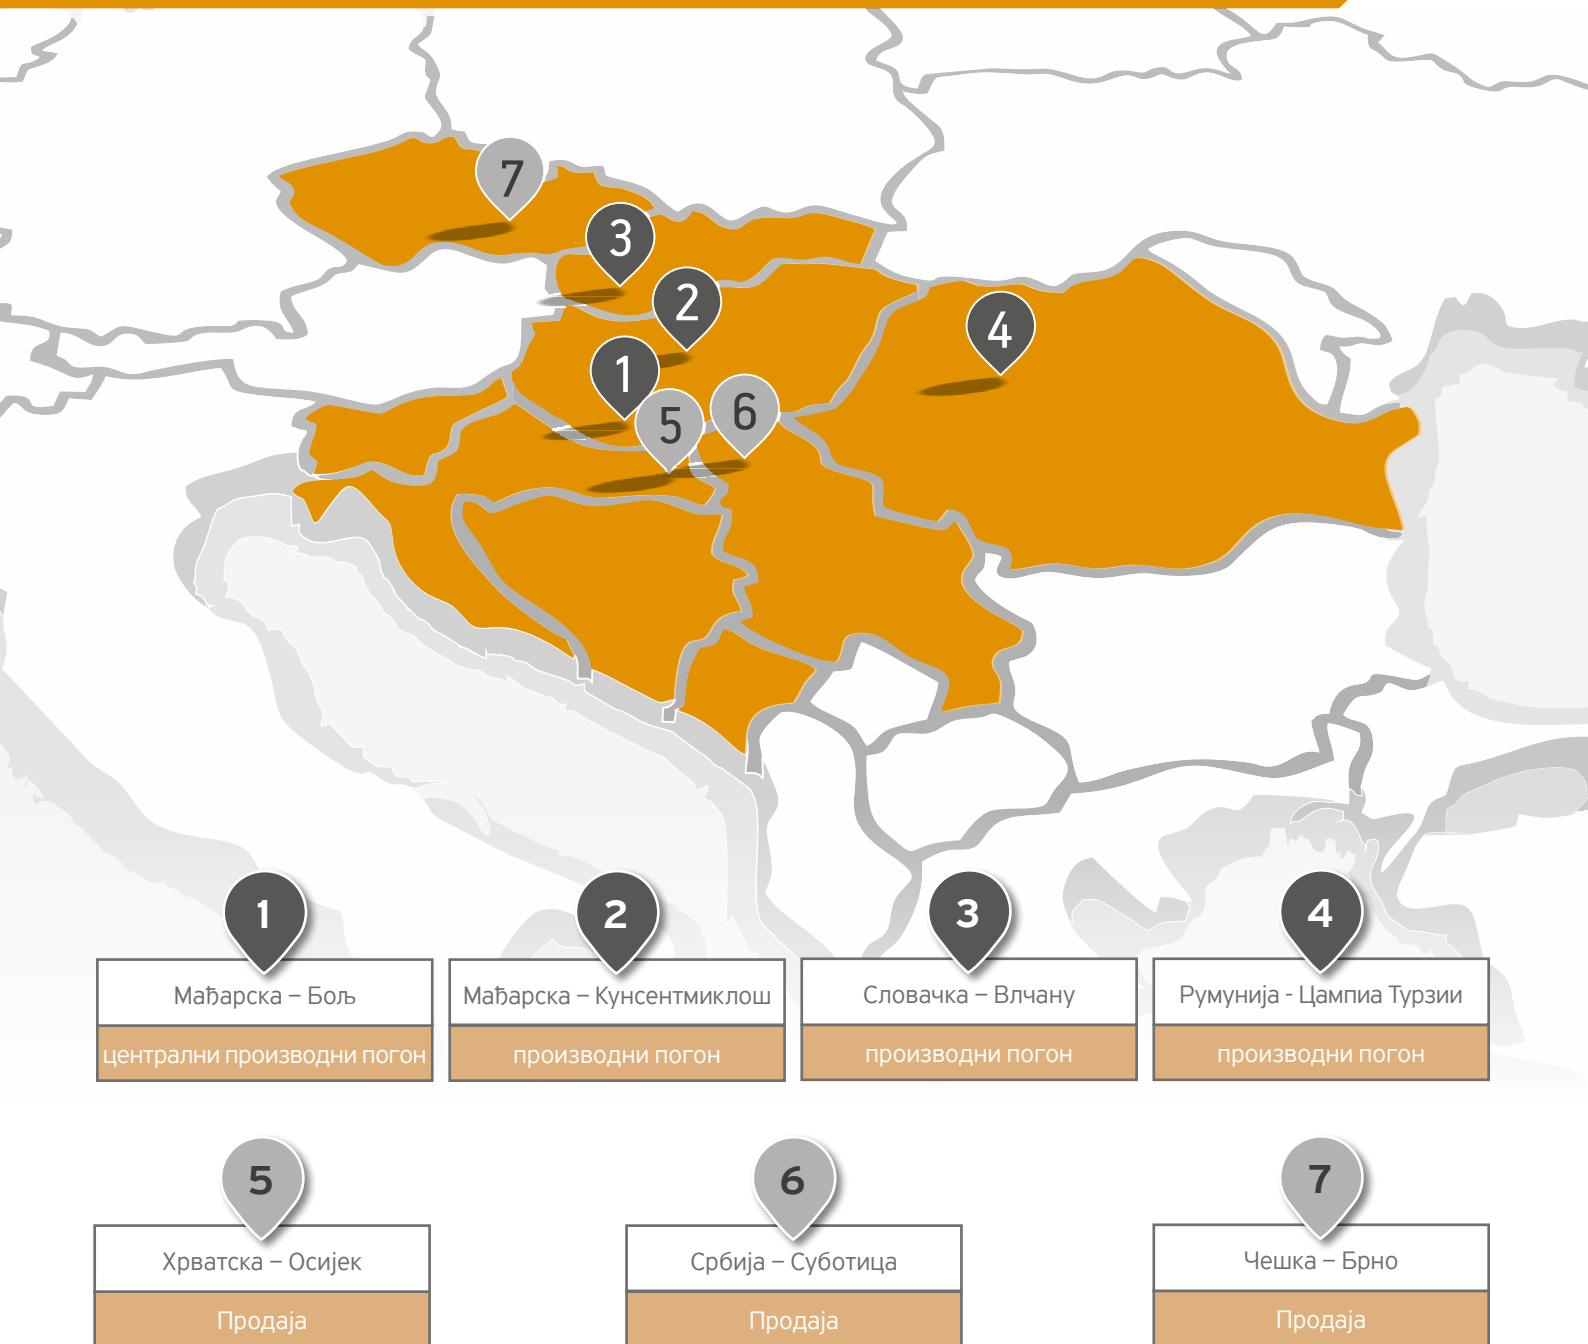 7
3
2
4
1
5
6
1
2
3
4
Мађарска – Бољ
Мађарска – Кунсентмиклош
Словачка – Влчану
Румунија - Цампиа Турзии
централни производни погон
производни погон
производни погон
производни погон
5
6
7
Хрватска – Осијек
Србија – Суботица
Чешка – Брно
Продаја
Продаја
Продаја